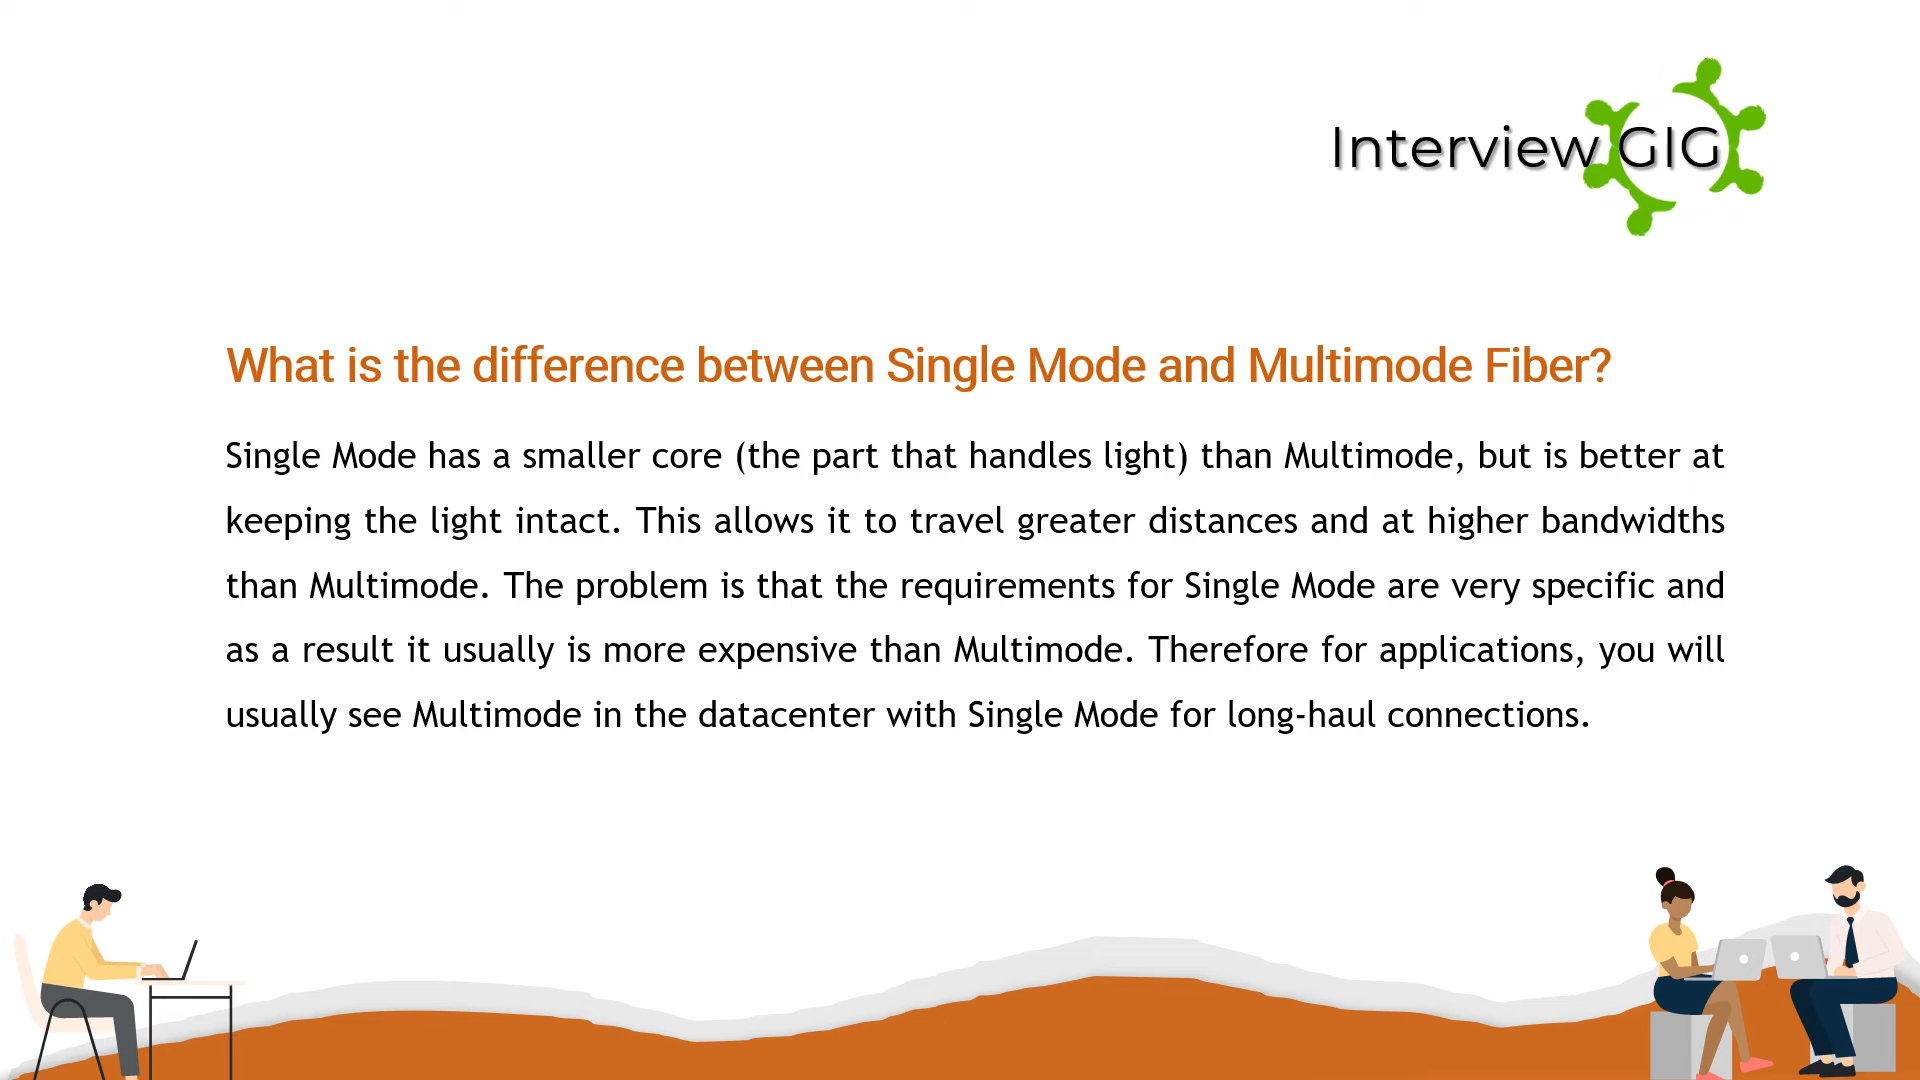 Interview GIG
What is the difference between Single Mode and Multimode Fiber?
Single Mode has a smaller core (the part that handles light) than Multimode, but is better at
keeping the light intact. This allows it to travel greater distances and at higher bandwidths
than Multimode. The problem is that the requirements for Single Mode are very specific and
as a result it usually is more expensive than Multimode. Therefore for applications, you will
usually see Multimode in the datacenter with Single Mode for long-haul connections.